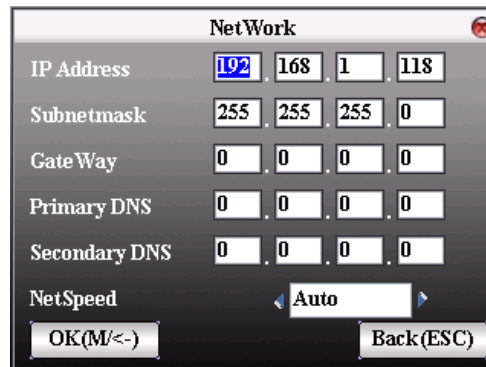 NetWork
IP Address 192 . 168 . 1 . 118
Subnetmask 255 . 255 . 255 . 0
GateWay 0 . 0 . 0 . 0
Primary DNS 0 . 0 . 0 . 0
Secondary DNS 0 . 0 . 0 . 0
NetSpeed Auto
OK(M/<-) Back(ESC)